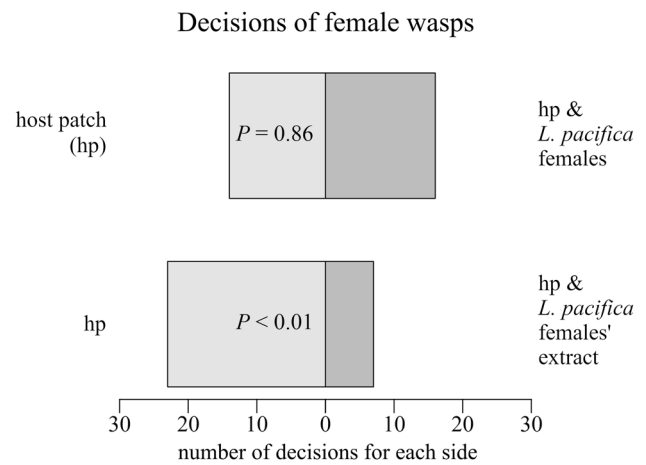 Decisions of female wasps
host patch
(hp)
P = 0.86
hp &
L. pacifica
females
hp
P < 0.01
hp &
L. pacifica
females'
extract
30 20 10 0 10 20 30
number of decisions for each side